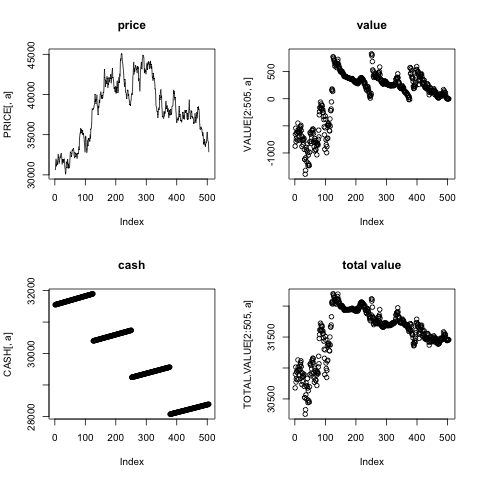 price
PRICE[, a]
30000 35000 40000 45000
0 100 200 300 400 500
Index
value
VALUE[2:505, a]
-1000 0 500
0 100 200 300 400 500
Index
cash
CASH[, a]
28000 30000 32000
0 100 200 300 400 500
Index
total value
TOTAL.VALUE[2:505, a]
30500 31500
0 100 200 300 400 500
Index